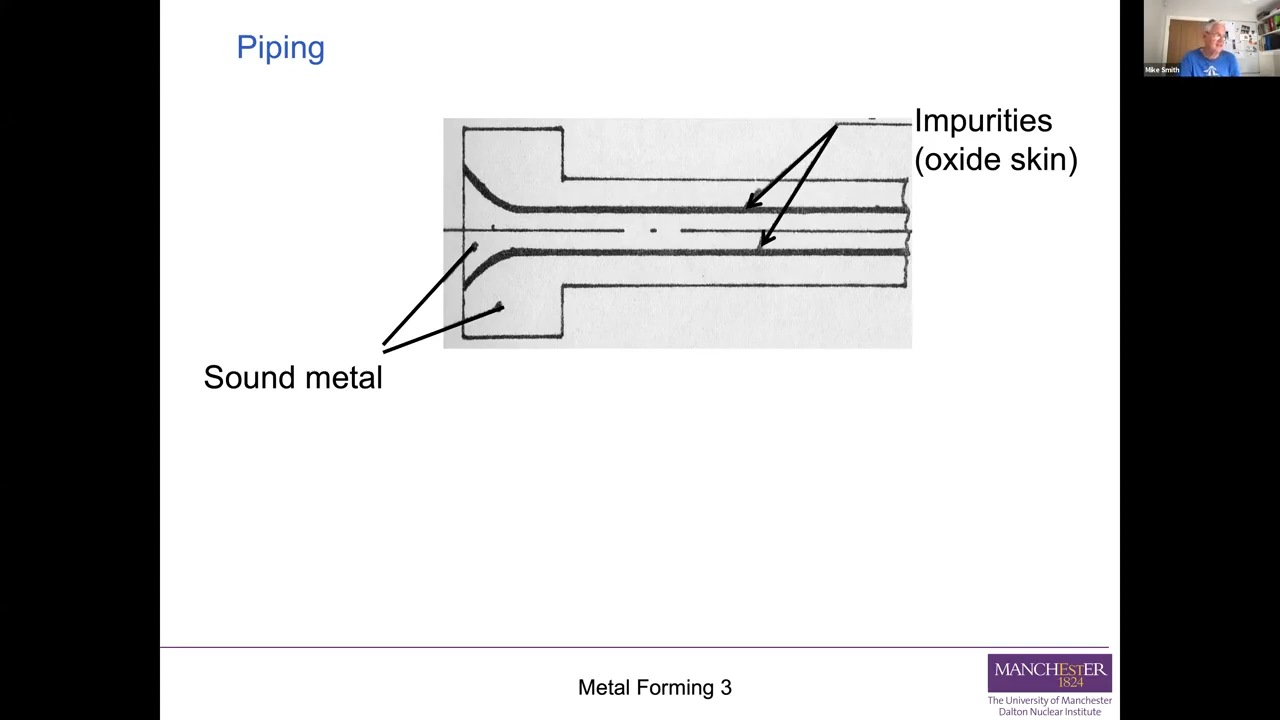 Piping
Mike Smith
Impurities
(oxide skin)
Sound metal
Metal Forming 3
MANCHESTER
1824
The University of Manchester
Dalton Nuclear Institute